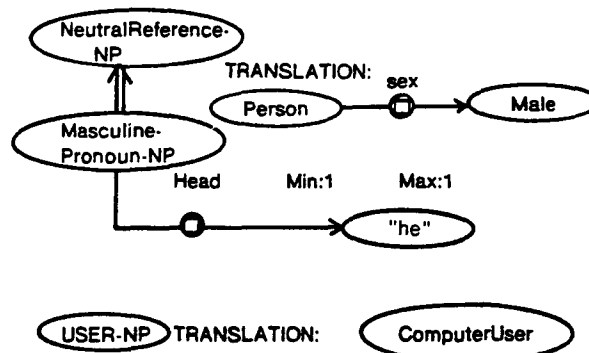 NeutralReference-
NP
TRANSLATION:
sex
Person
Male
Masculine-
Pronoun-NP
Head Min:1 Max:1
"he"
USER-NP TRANSLATION: ComputerUser